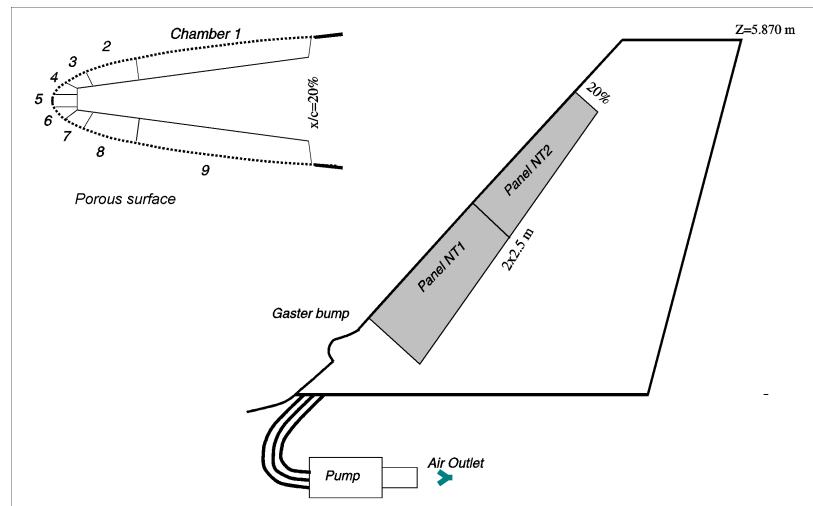 Chamber 1
2
3
4
5
6
7
8
9
x/c=20%
Porous surface
Z=5.870 m
20%
Panel NT2
Panel NT1
2x2.5 m
Gaster bump
Pump
Air Outlet